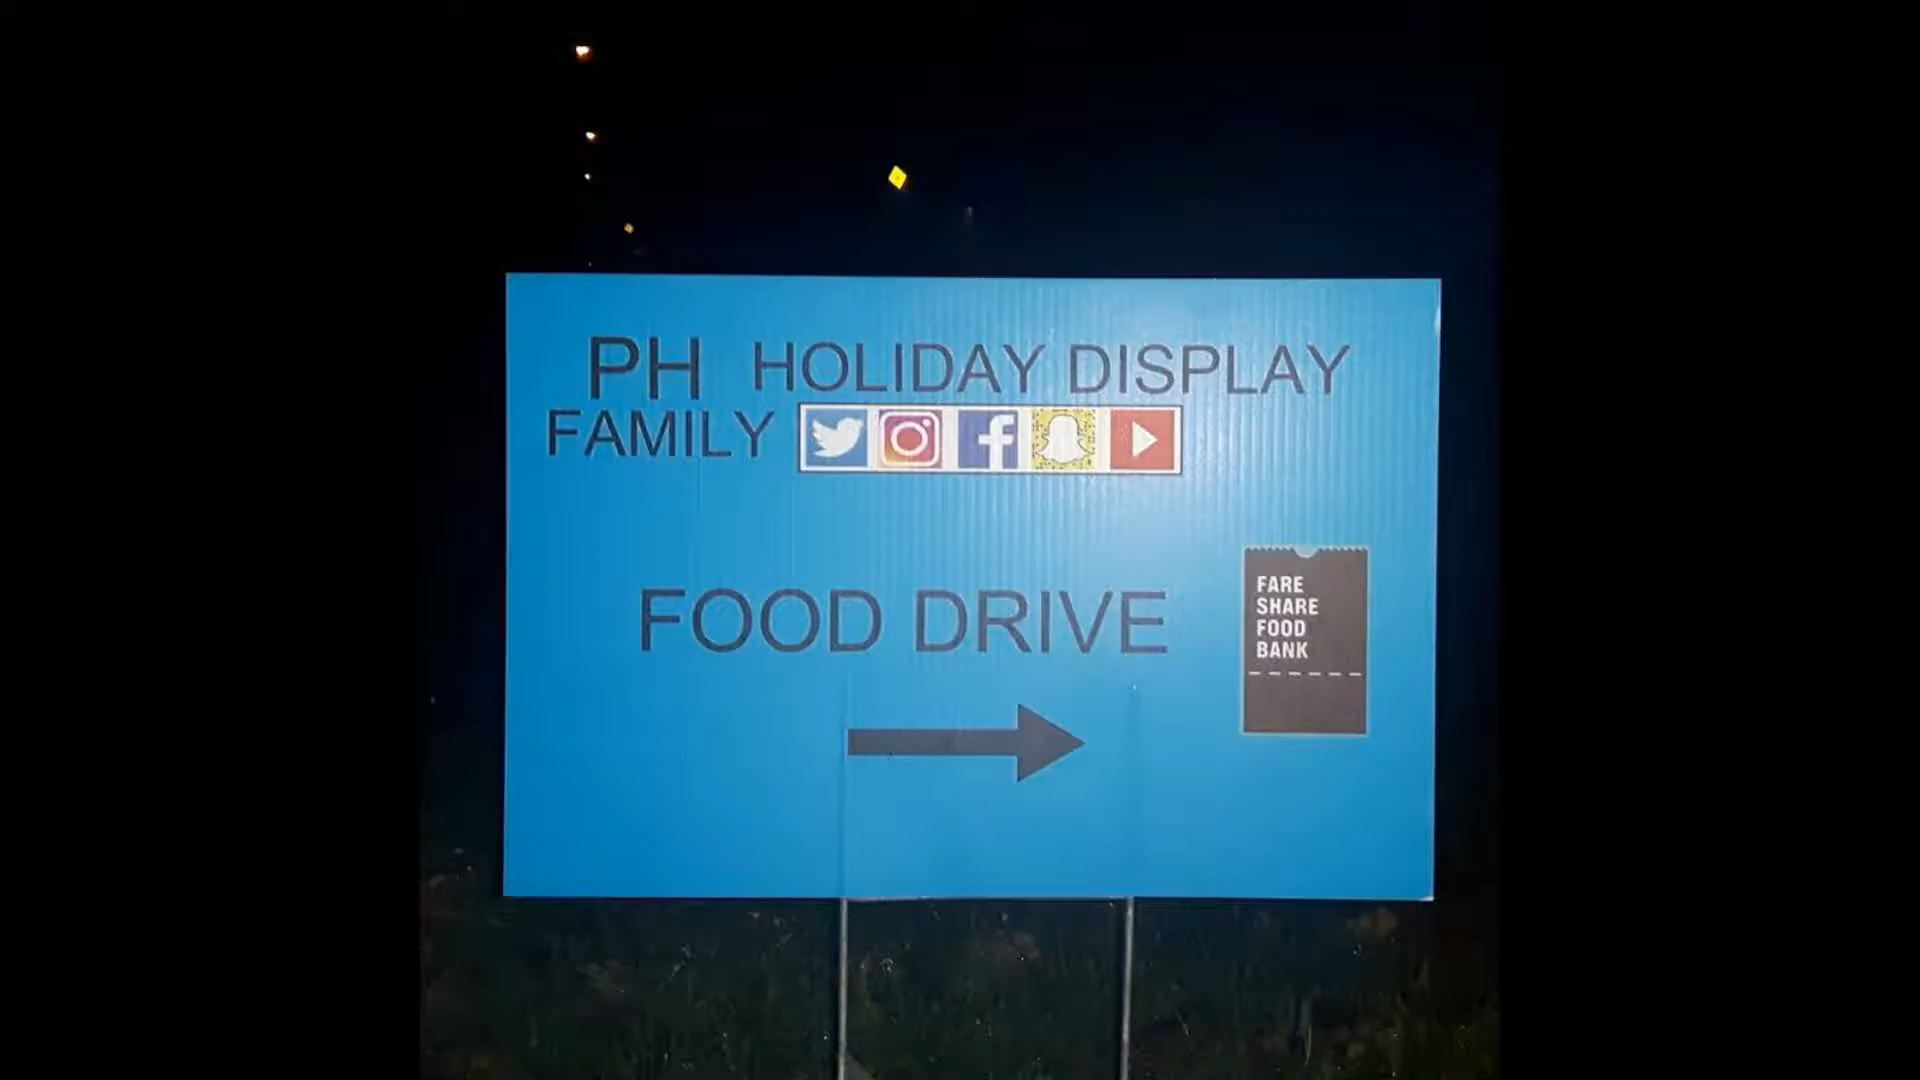 PH HOLIDAY DISPLAY
FAMILY
FOOD DRIVE
FARE
SHARE
FOOD
BANK